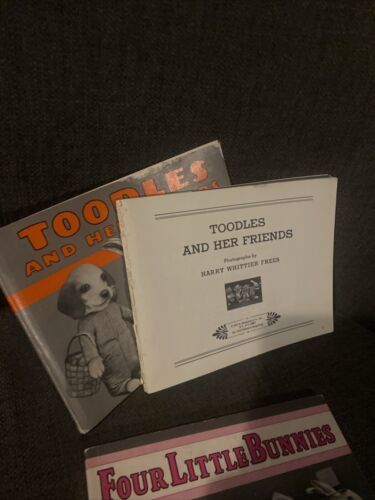 TOODLES
AND HER
TOODLES
AND HER FRIENDS
Photographs by
HARRY WHITTIER FREES
FOUR LITTLE BUNNIES